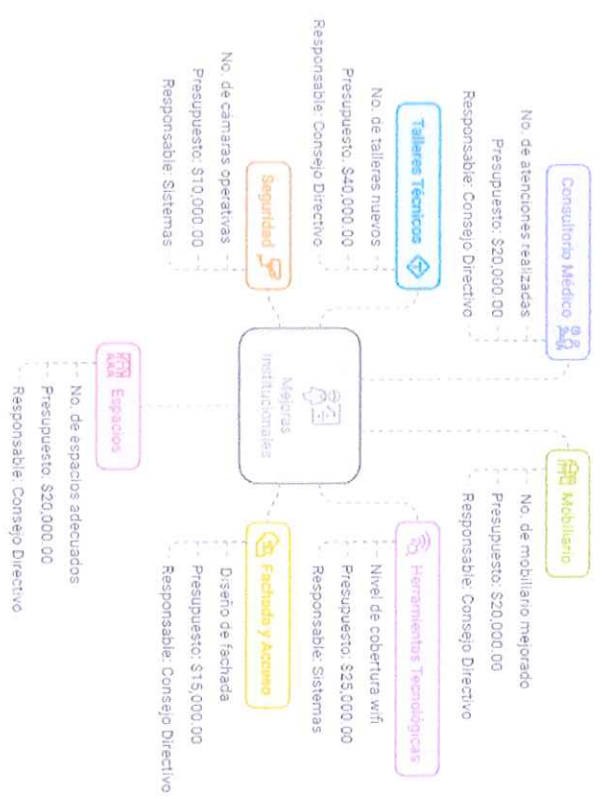 Consultorio Médico
No. de atenciones realizadas
Presupuesto: $20,000.00
Responsable: Consejo Directivo
Talleres Técnicos
No. de talleres nuevos
Presupuesto: $40,000.00
Responsable: Consejo Directivo
Seguridad
No. de cámaras operativas
Presupuesto: $10,000.00
Responsable: Sistemas
Mejoras
Institucionales
Mobiliario
No. de mobiliario mejorado
Presupuesto: $20,000.00
Responsable: Consejo Directivo
Herramientas Tecnológicas
Nivel de cobertura wifi
Presupuesto: $25,000.00
Responsable: Sistemas
Fachada y Acceso
Diseño de fachada
Presupuesto: $15,000.00
Responsable: Consejo Directivo
Espacios
No. de espacios adecuados
Presupuesto: $20,000.00
Responsable: Consejo Directivo